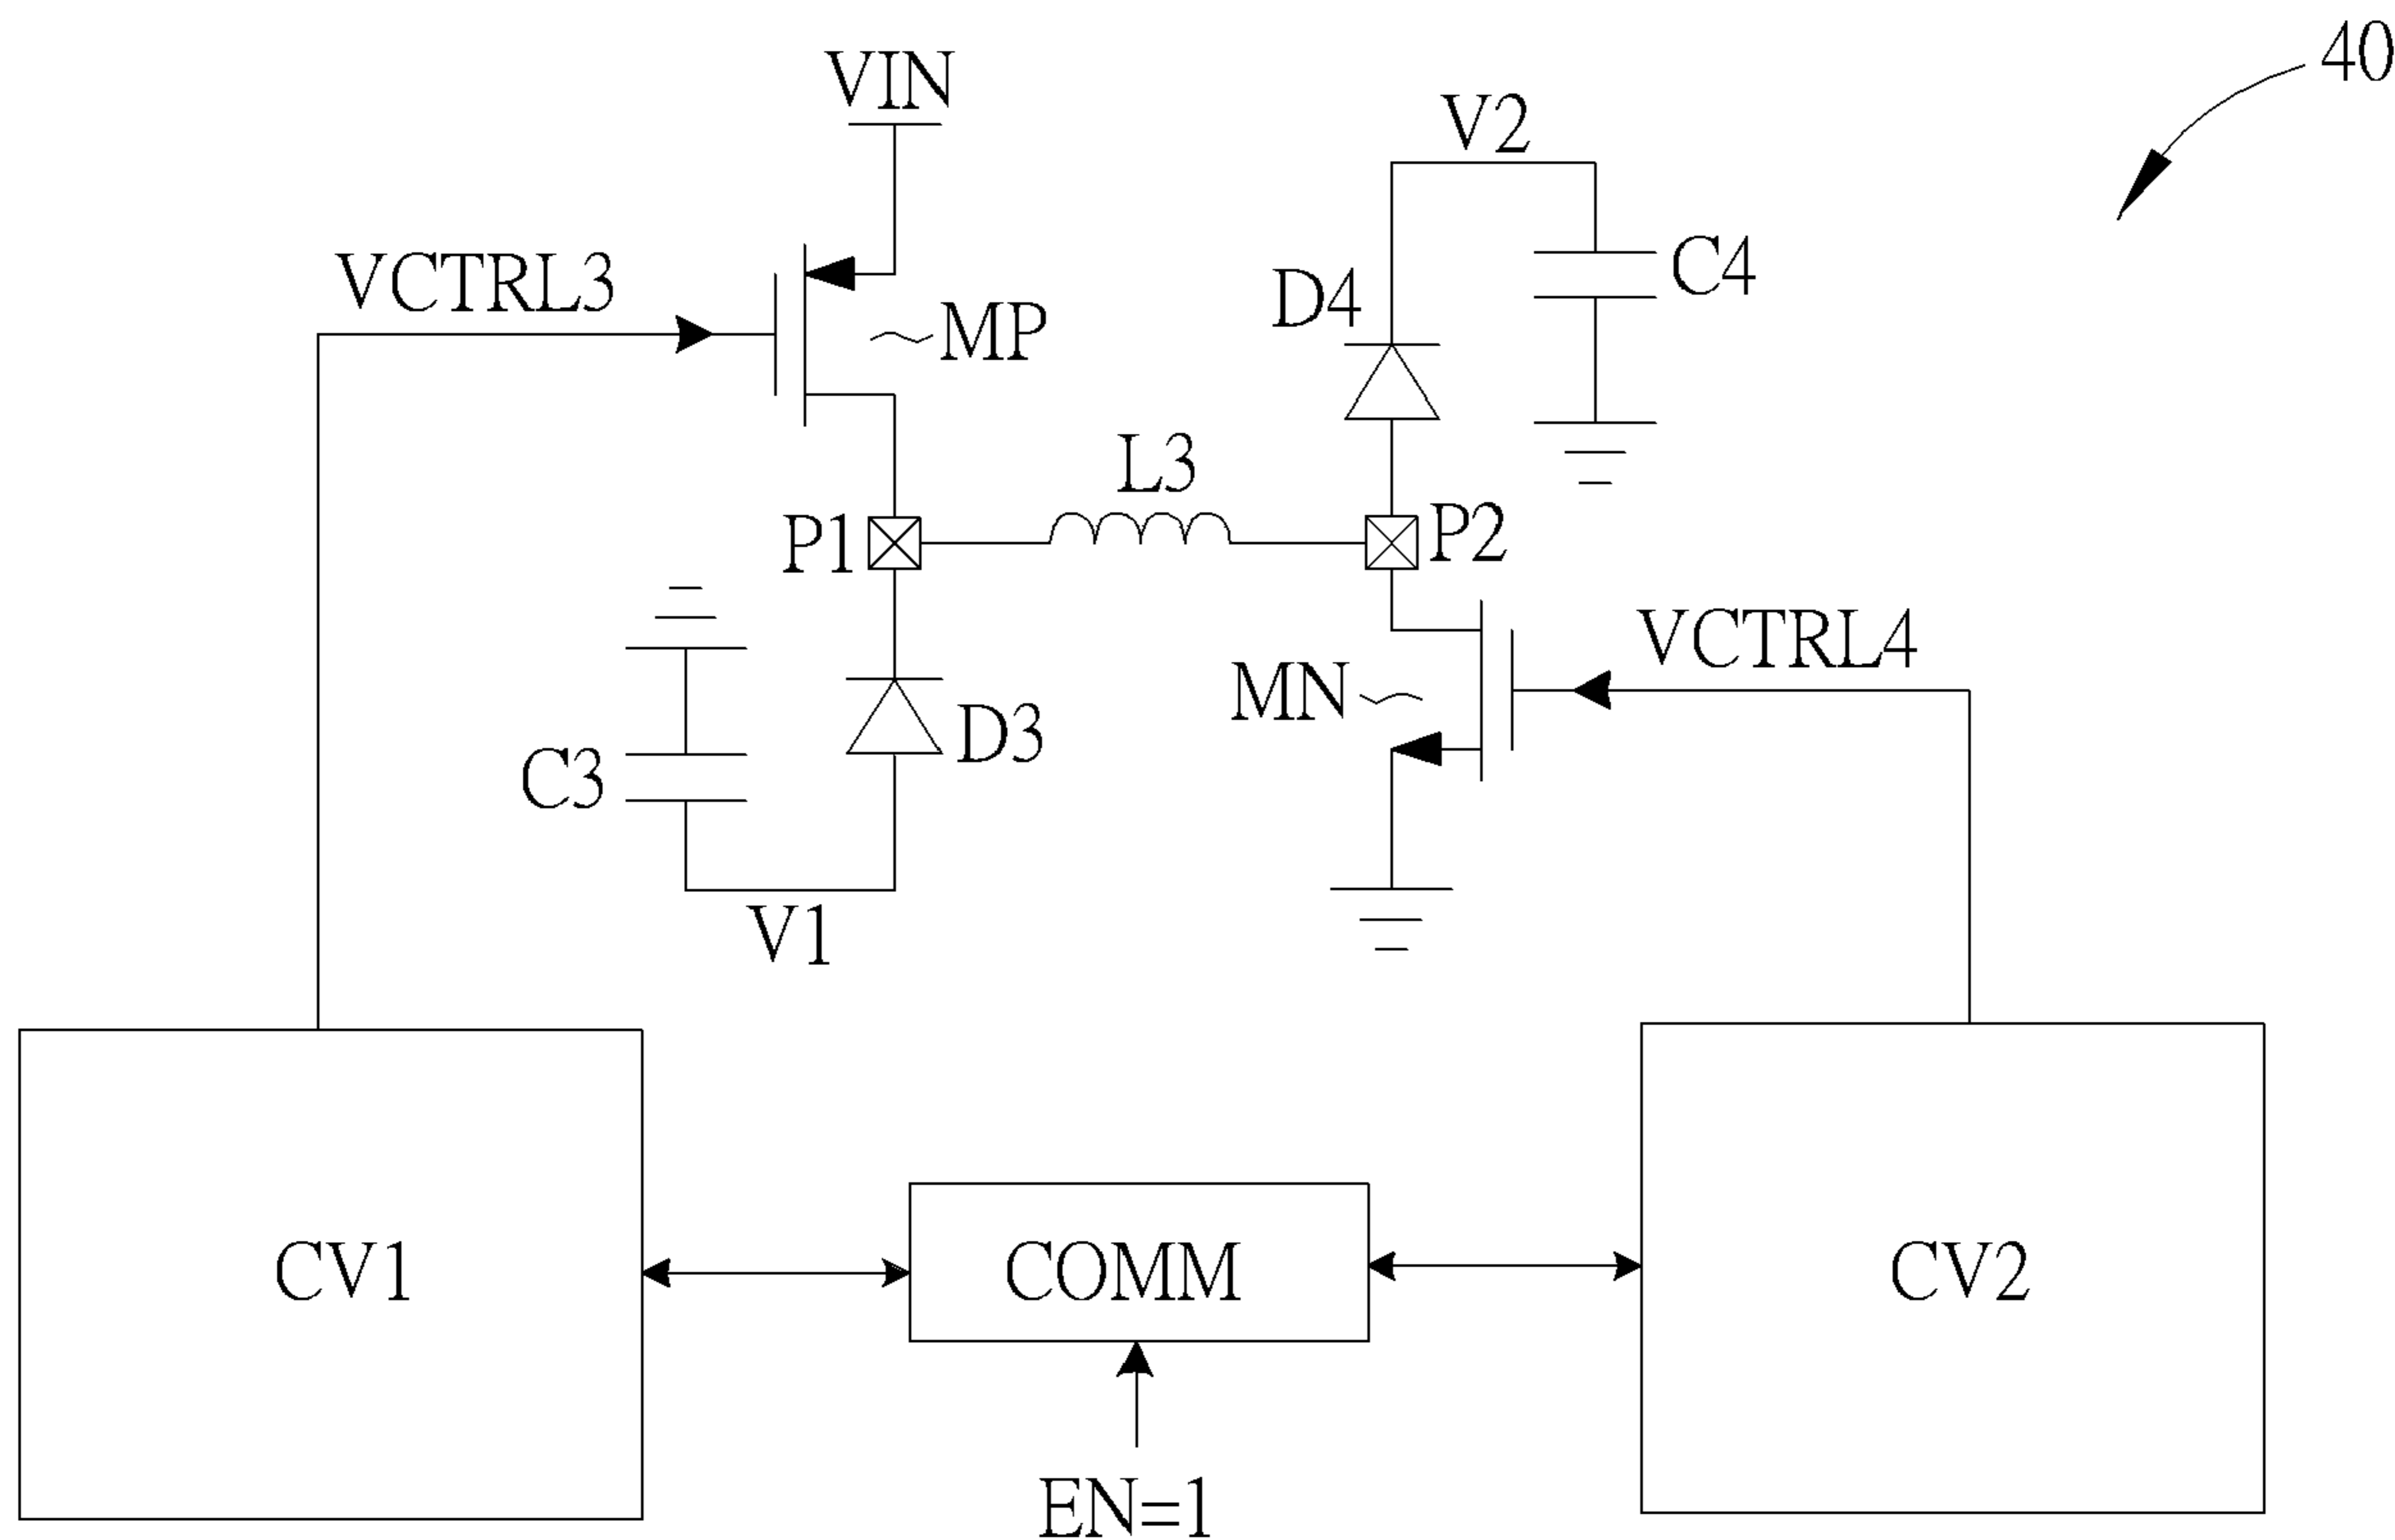 40
VIN
V2
VCTRL3
C4
D4
MP
L3
P1
P2
VCTRL4
MN
D3
C3
V1
CV1
COMM
CV2
EN=1